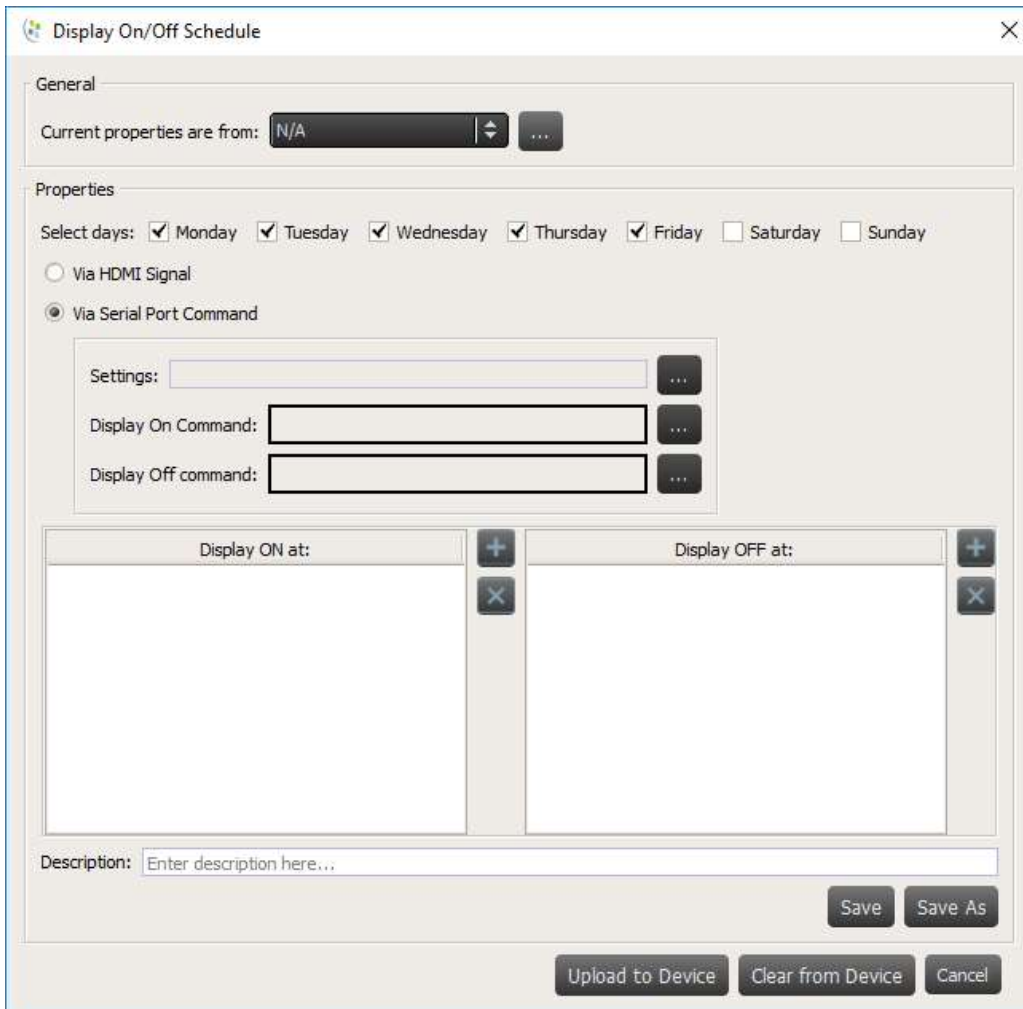 Display On/Off Schedule
General
Current properties are from: N/A ...
Properties
Select days: Monday Tuesday Wednesday Thursday Friday Saturday Sunday
Via HDMI Signal
Via Serial Port Command
Settings: ...
Display On Command: ...
Display Off command: ...
Display ON at: Display OFF at:
Description: Enter description here...
Save Save As
Upload to Device Clear from Device Cancel